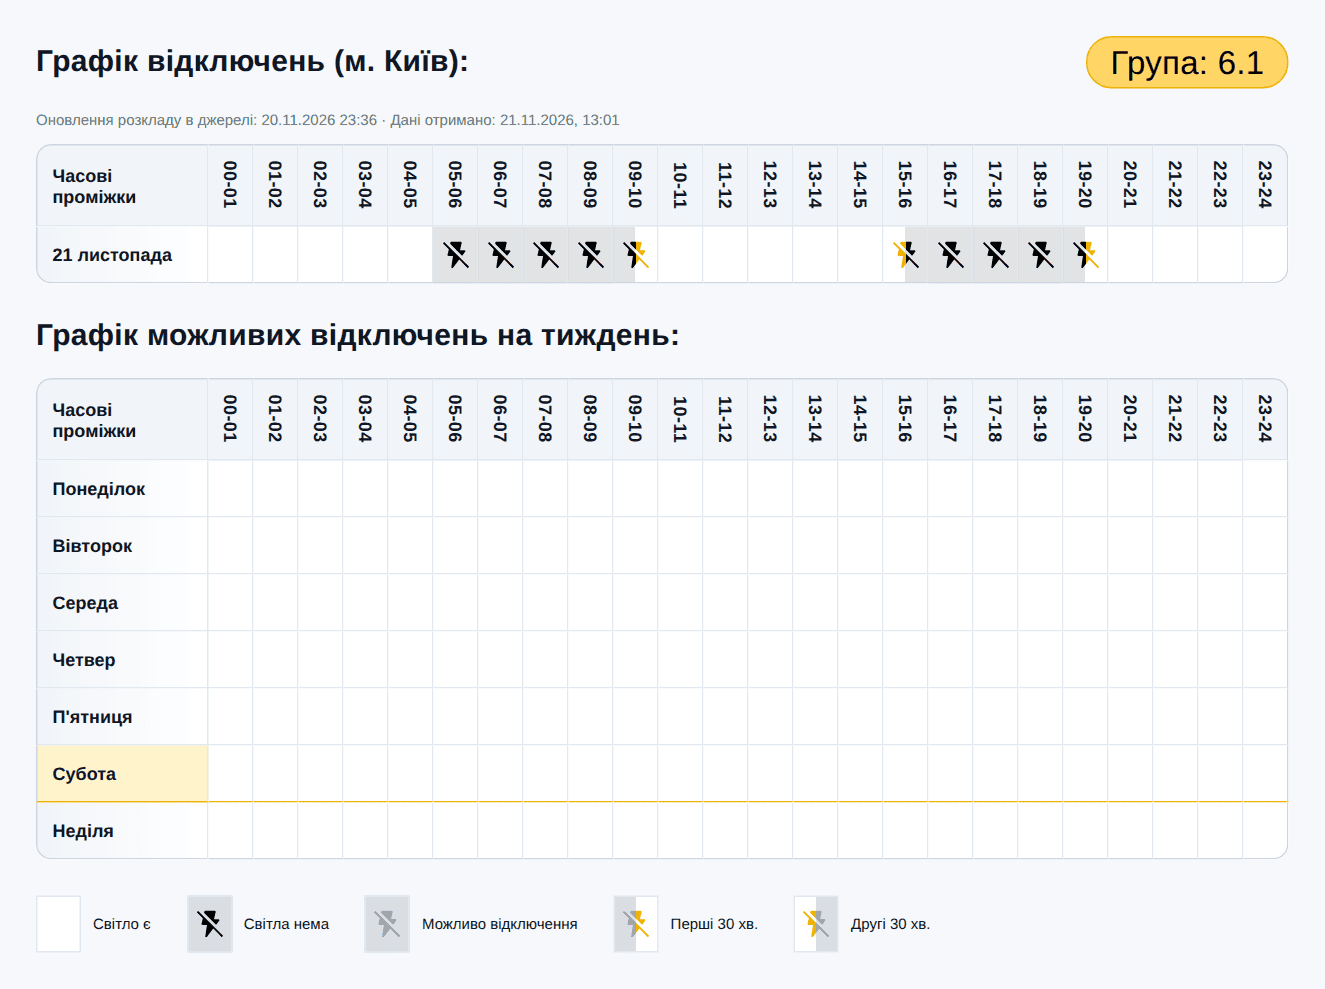 Графік відключень (м. Київ):
Група: 6.1
Оновлення розкладу в джерелі: 20.11.2026 23:36 · Дані отримано: 21.11.2026, 13:01
Часові проміжки 00-01 01-02 02-03 03-04 04-05 05-06 06-07 07-08 08-09 09-10 10-11 11-12 12-13 13-14 14-15 15-16 16-17 17-18 18-19 19-20 20-21 21-22 22-23 23-24
21 листопада
Графік можливих відключень на тиждень:
Часові проміжки 00-01 01-02 02-03 03-04 04-05 05-06 06-07 07-08 08-09 09-10 10-11 11-12 12-13 13-14 14-15 15-16 16-17 17-18 18-19 19-20 20-21 21-22 22-23 23-24
Понеділок
Вівторок
Середа
Четвер
П'ятниця
Субота
Неділя
Світло є Світла нема Можливо відключення Перші 30 хв. Другі 30 хв.